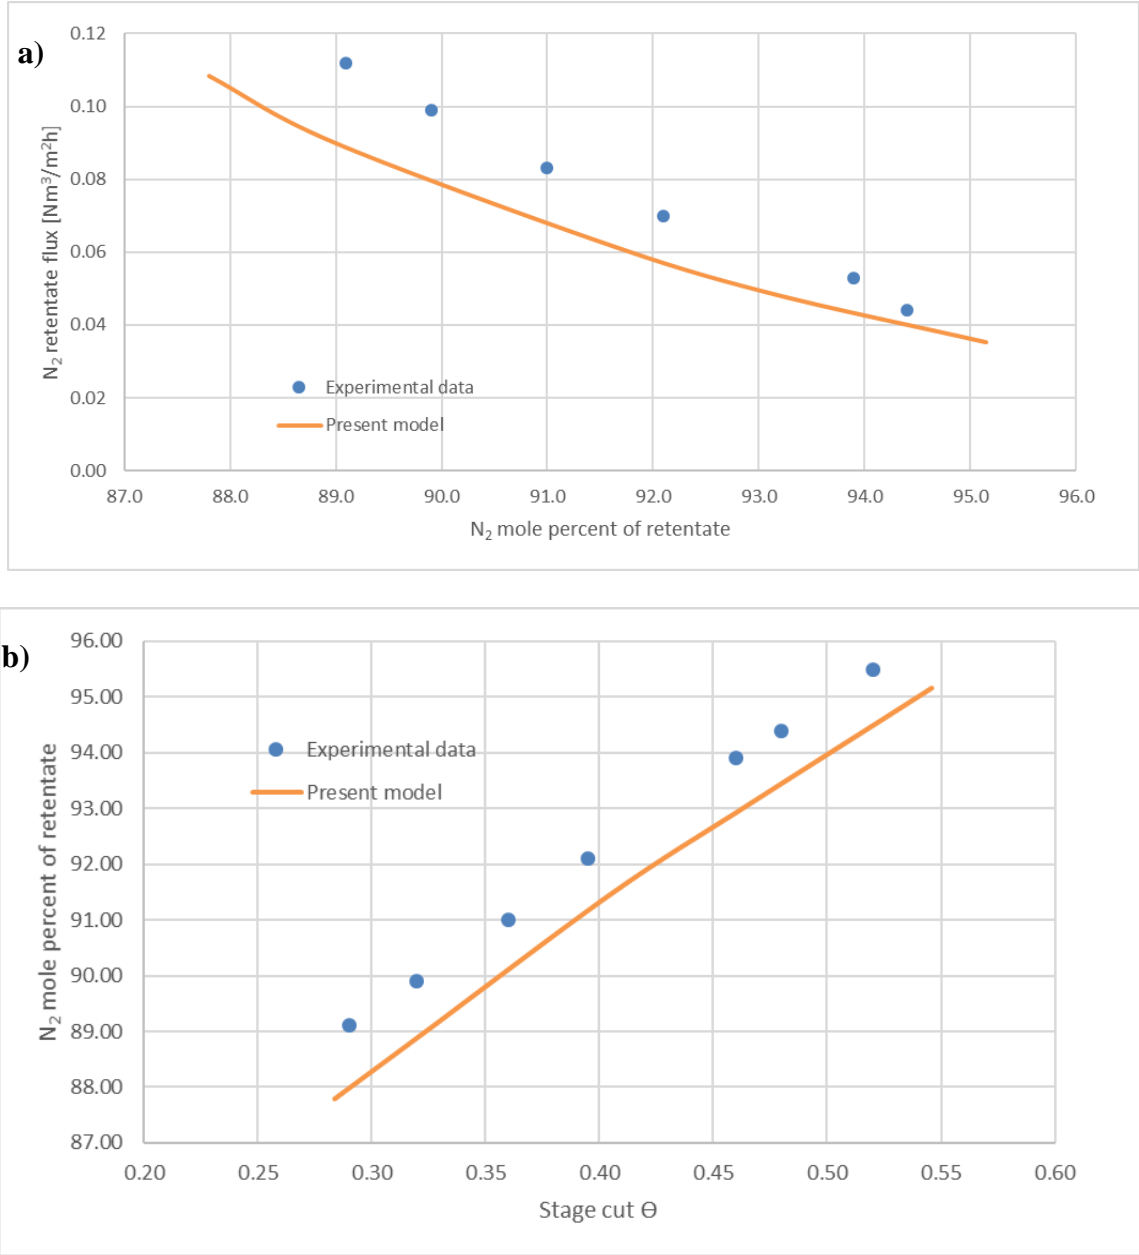 a)
0.12
0.10
0.08
0.06
0.04
0.02
0.00
N₂ retentate flux [Nm³/m²h]
Experimental data
Present model
87.0 88.0 89.0 90.0 91.0 92.0 93.0 94.0 95.0 96.0
N₂ mole percent of retentate
b)
96.00
95.00
94.00
93.00
92.00
91.00
90.00
89.00
88.00
87.00
N₂ mole percent of retentate
Experimental data
Present model
0.20 0.25 0.30 0.35 0.40 0.45 0.50 0.55 0.60
Stage cut Ө